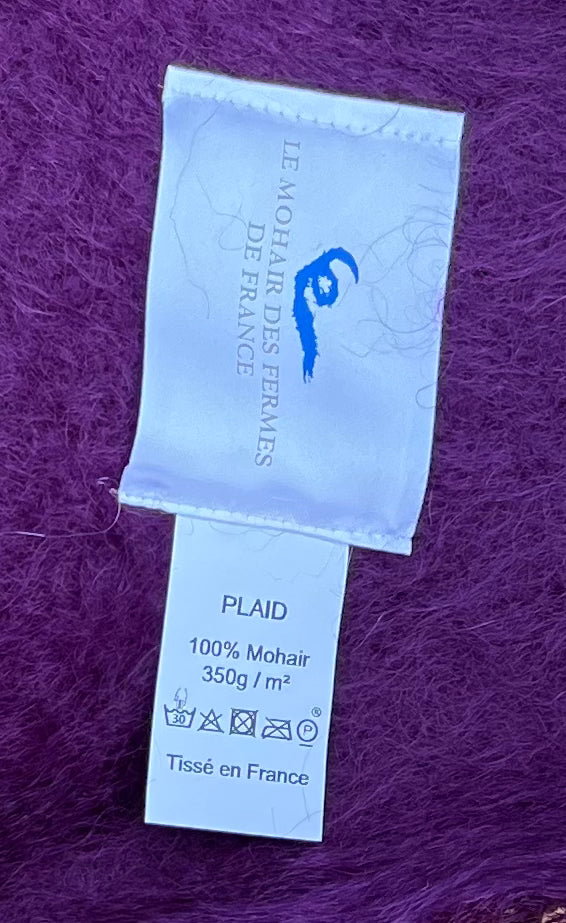 LE MOHAIR DES FERMES
DE FRANCE
PLAID
100% Mohair
350g / m²
30 P ®
Tissé en France